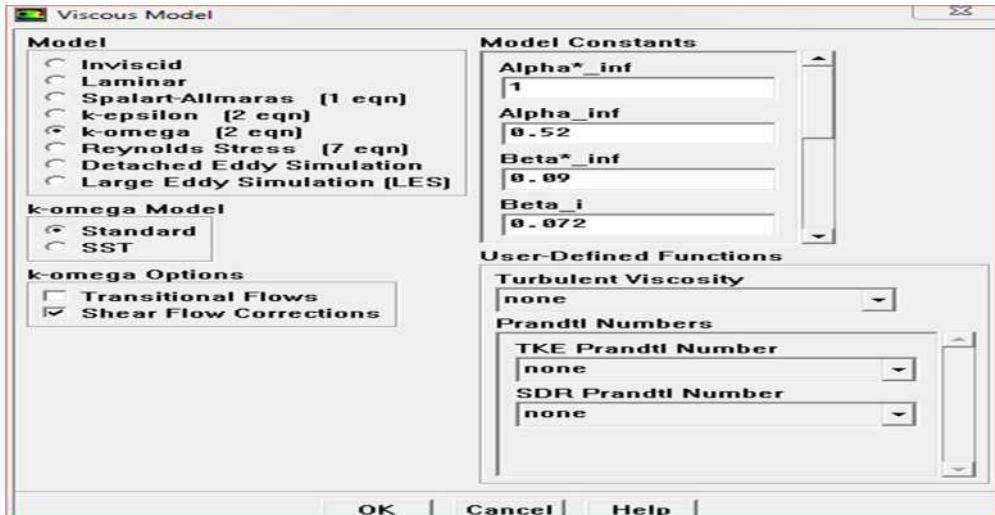 Viscous Model
Model
Inviscid
Laminar
Spalart-Allmaras (1 eqn)
k-epsilon (2 eqn)
k-omega (2 eqn)
Reynolds Stress (7 eqn)
Detached Eddy Simulation
Large Eddy Simulation (LES)
k-omega Model
Standard
SST
k-omega Options
Transitional Flows
Shear Flow Corrections
Model Constants
Alpha*_inf
1
Alpha_inf
0.52
Beta*_inf
0.09
Beta_i
0.072
User-Defined Functions
Turbulent Viscosity
none
Prandtl Numbers
TKE Prandtl Number
none
SDR Prandtl Number
none
OK Cancel Help